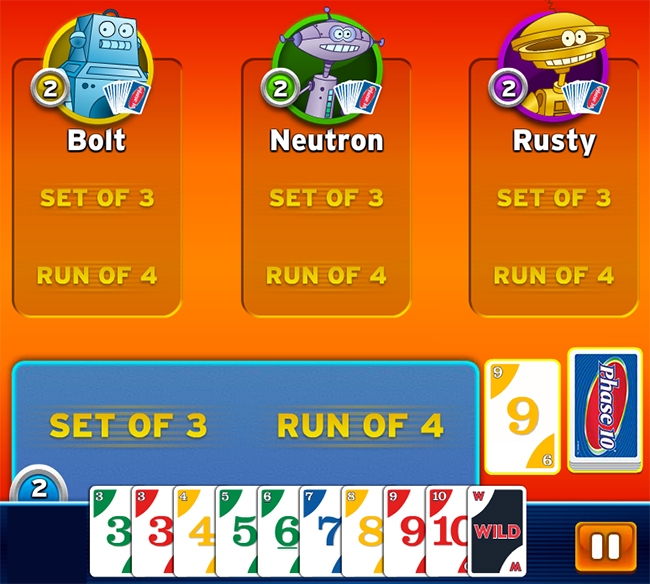 2 2 2
Bolt Neutron Rusty
SET OF 3 SET OF 3 SET OF 3
RUN OF 4 RUN OF 4 RUN OF 4
9
9
9
Phase 10
SET OF 3 RUN OF 4
2
3 3 4 5 6 7 8 9 10 W
3 3 4 5 6 7 8 9 10 WILD
W